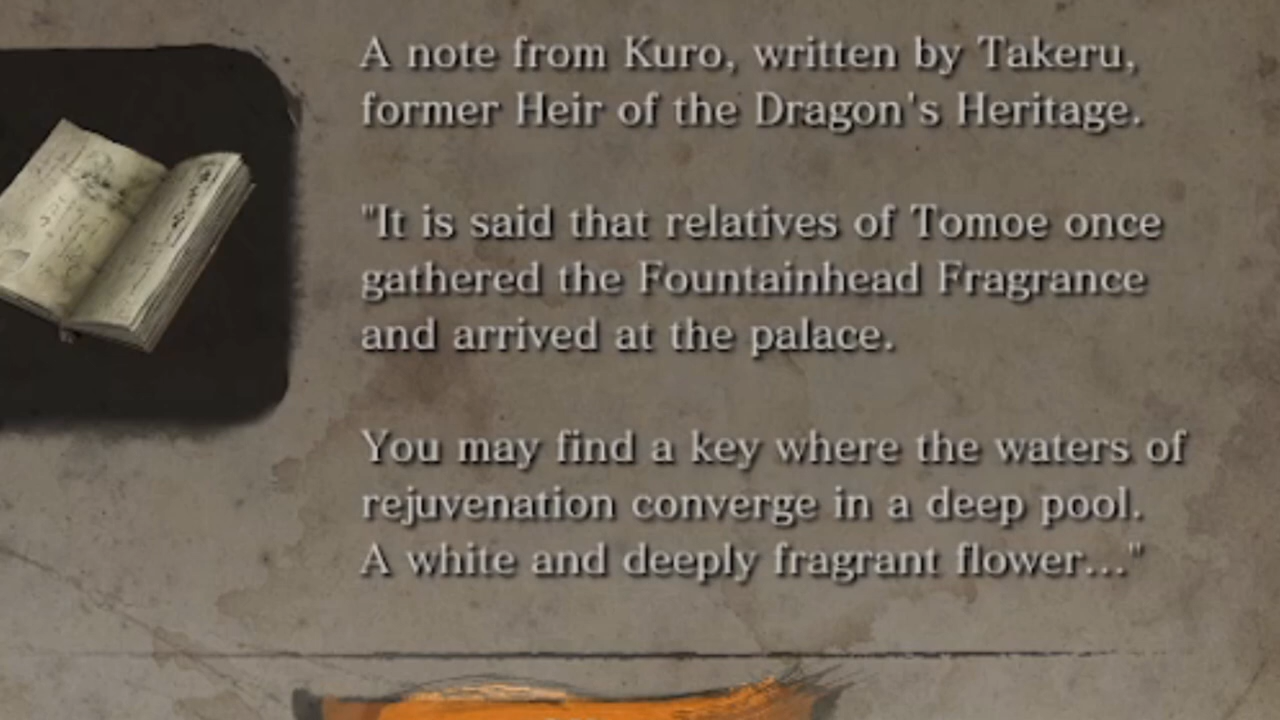 A note from Kuro, written by Takeru,
former Heir of the Dragon's Heritage.
"It is said that relatives of Tomoe once
gathered the Fountainhead Fragrance
and arrived at the palace.
You may find a key where the waters of
rejuvenation converge in a deep pool.
A white and deeply fragrant flower..."